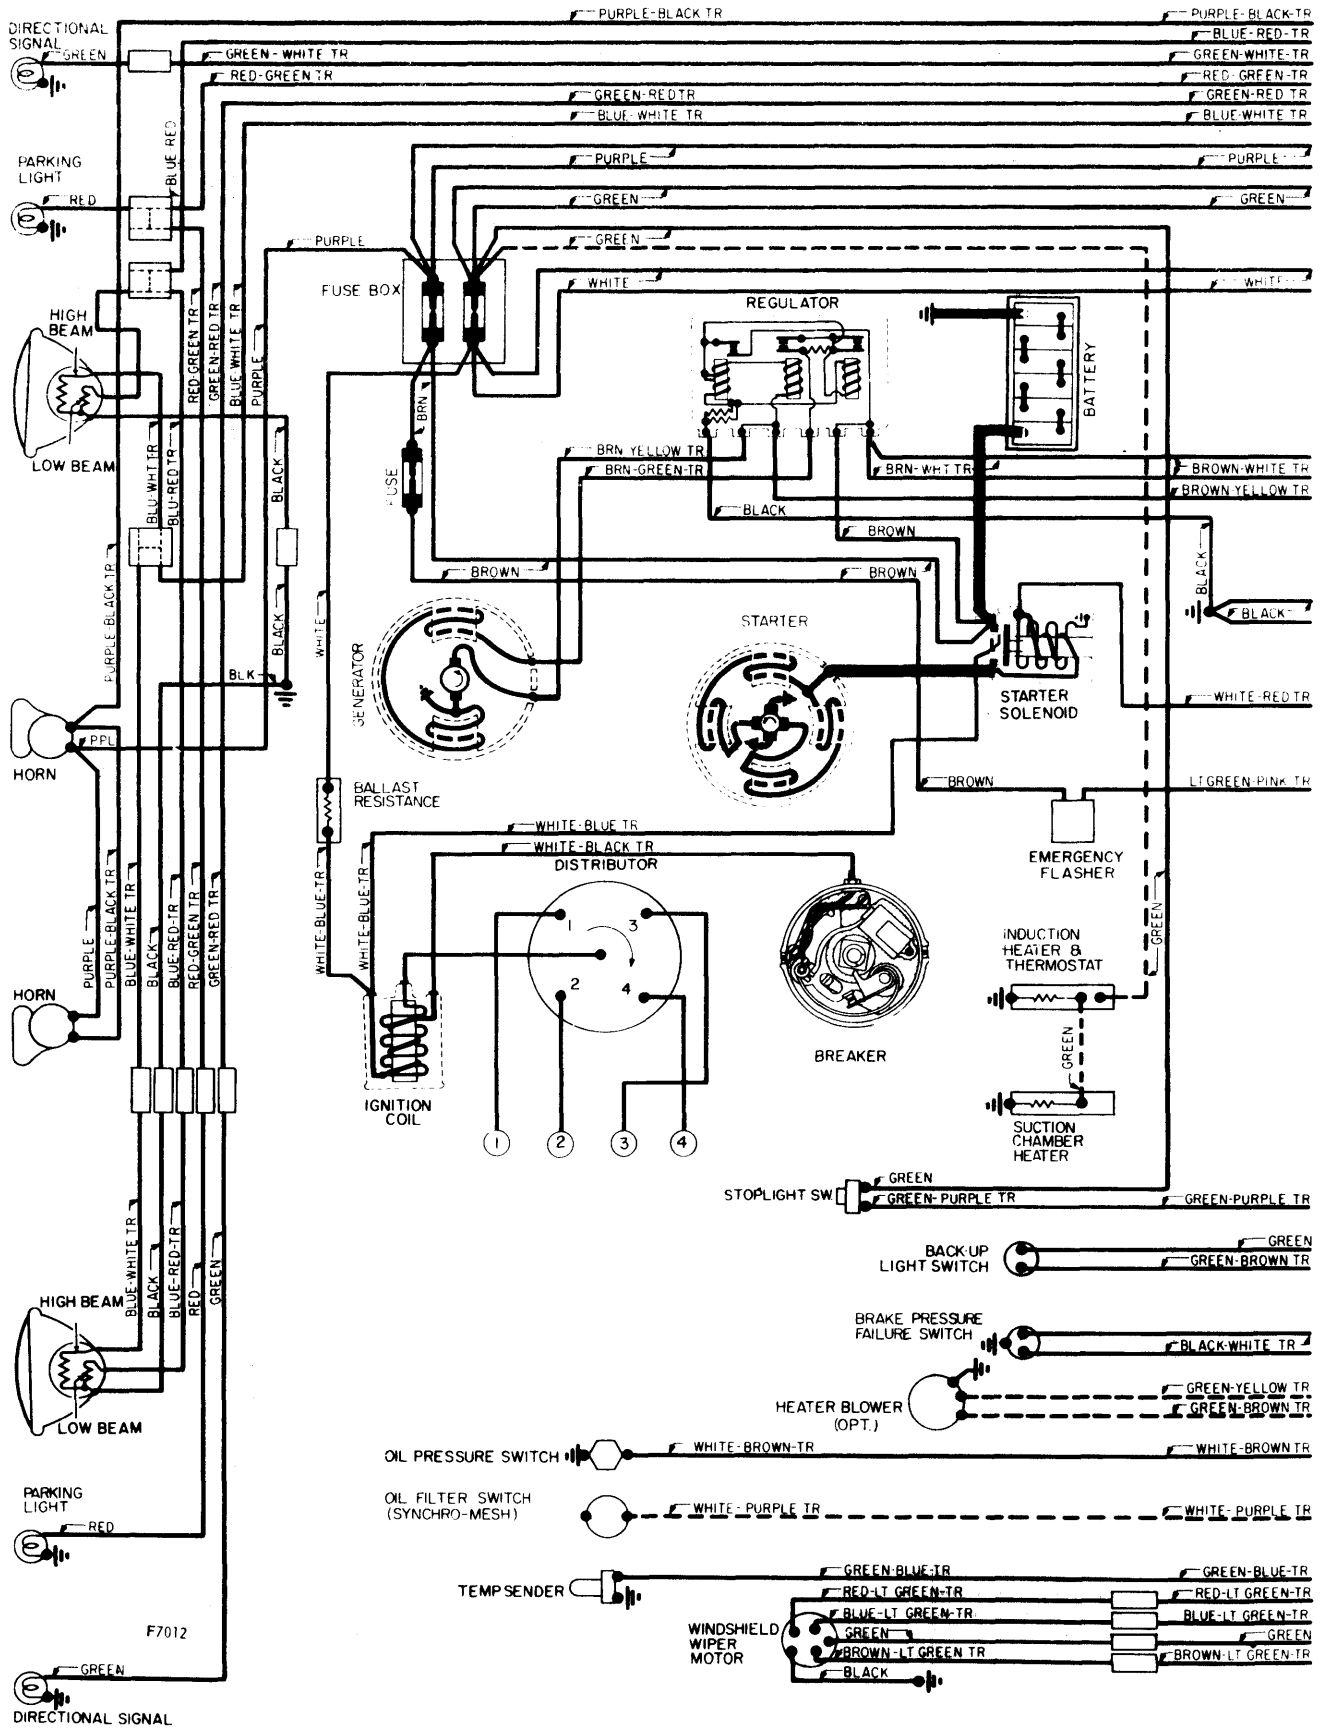 PURPLE-BLACK TR
PURPLE-BLACK-TR
DIRECTIONAL
SIGNAL
BLUE-RED-TR
GREEN
GREEN-WHITE TR
GREEN-WHITE-TR
RED-GREEN TR
RED-GREEN-TR
GREEN-RED TR
GREEN-RED TR
BLUE-WHITE TR
BLUE-WHITE TR
BLUE RED
PARKING
LIGHT
PURPLE
PURPLE
RED
GREEN
GREEN
PURPLE
GREEN
FUSE BOX
WHITE
WHITE
REGULATOR
HIGH
BEAM
RED-GREEN TR
GREEN-RED TR
BLUE WHITE TR
PURPLE
BATTERY
BRN
LOW BEAM
BLU-WHT TR
BLU-RED-TR
BLACK
FUSE
BRN YELLOW TR
BRN-GREEN-TR
BRN-WHT TR
BROWN-WHITE TR
BROWN-YELLOW TR
BLACK
BROWN
BLACK
BROWN
BROWN
PURPLE-BLACK TR
WHITE
BLACK
BLACK
GENERATOR
STARTER
BLK
STARTER
SOLENOID
WHITE-RED TR
HORN
PPL
BALLAST
RESISTANCE
BROWN
LT GREEN-PINK TR
WHITE-BLUE TR
WHITE-BLACK TR
DISTRIBUTOR
EMERGENCY
FLASHER
PURPLE
PURPLE-BLACK TR
BLUE-WHITE TR
BLACK
BLUE-RED-TR
RED-GREEN TR
GREEN-RED TR
WHITE-BLUE-TR
WHITE-BLUE-TR
1
3
2
4
GREEN
INDUCTION
HEATER &
THERMOSTAT
HORN
GREEN
BREAKER
IGNITION
COIL
1
2
3
4
SUCTION
CHAMBER
HEATER
STOPLIGHT SW.
GREEN
GREEN-PURPLE TR
GREEN-PURPLE TR
BLUE-WHITE TR
BLACK
BLUE-RED-TR
RED
GREEN
BACK-UP
LIGHT SWITCH
GREEN
GREEN-BROWN TR
HIGH BEAM
BRAKE PRESSURE
FAILURE SWITCH
BLACK-WHITE TR
HEATER BLOWER
(OPT.)
GREEN-YELLOW TR
GREEN-BROWN TR
LOW BEAM
OIL PRESSURE SWITCH
WHITE-BROWN-TR
WHITE-BROWN TR
PARKING
LIGHT
OIL FILTER SWITCH
(SYNCHRO-MESH)
WHITE-PURPLE TR
WHITE-PURPLE TR
RED
TEMP SENDER
GREEN-BLUE-TR
GREEN-BLUE-TR
RED-LT GREEN-TR
RED-LT GREEN-TR
BLUE-LT GREEN-TR
BLUE-LT GREEN-TR
WINDSHIELD
WIPER
MOTOR
GREEN
GREEN
BROWN-LT GREEN TR
BROWN-LT GREEN TR
BLACK
F7012
GREEN
DIRECTIONAL SIGNAL